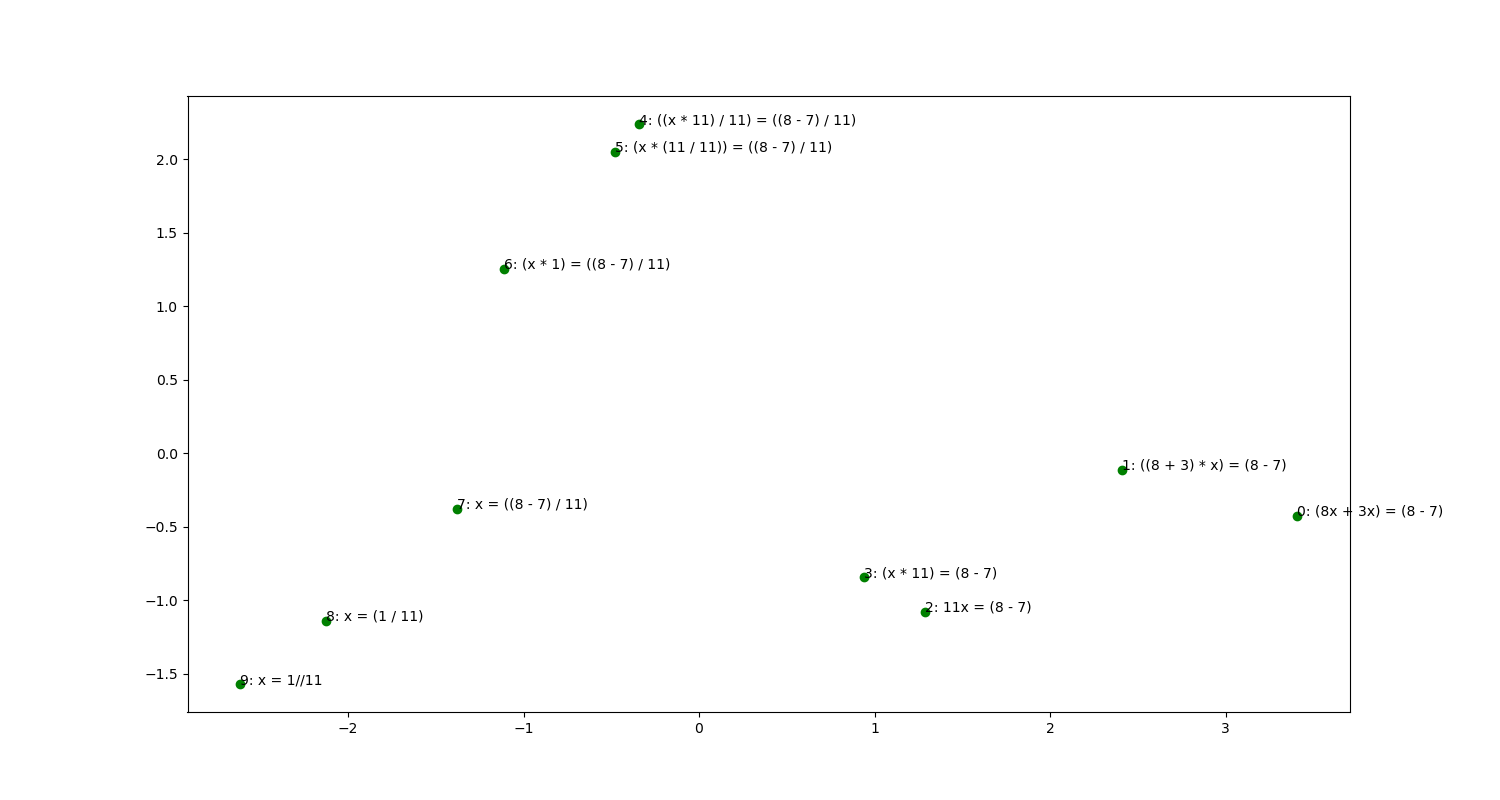 4: ((x * 11) / 11) = ((8 - 7) / 11)
5: (x * (11 / 11)) = ((8 - 7) / 11)
2.0
1.5
6: (x * 1) = ((8 - 7) / 11)
1.0
0.5
0.0
1: ((8 + 3) * x) = (8 - 7)
7: x = ((8 - 7) / 11)
0: (8x + 3x) = (8 - 7)
−0.5
3: (x * 11) = (8 - 7)
−1.0
2: 11x = (8 - 7)
8: x = (1 / 11)
−1.5
9: x = 1//11
−2 −1 0 1 2 3